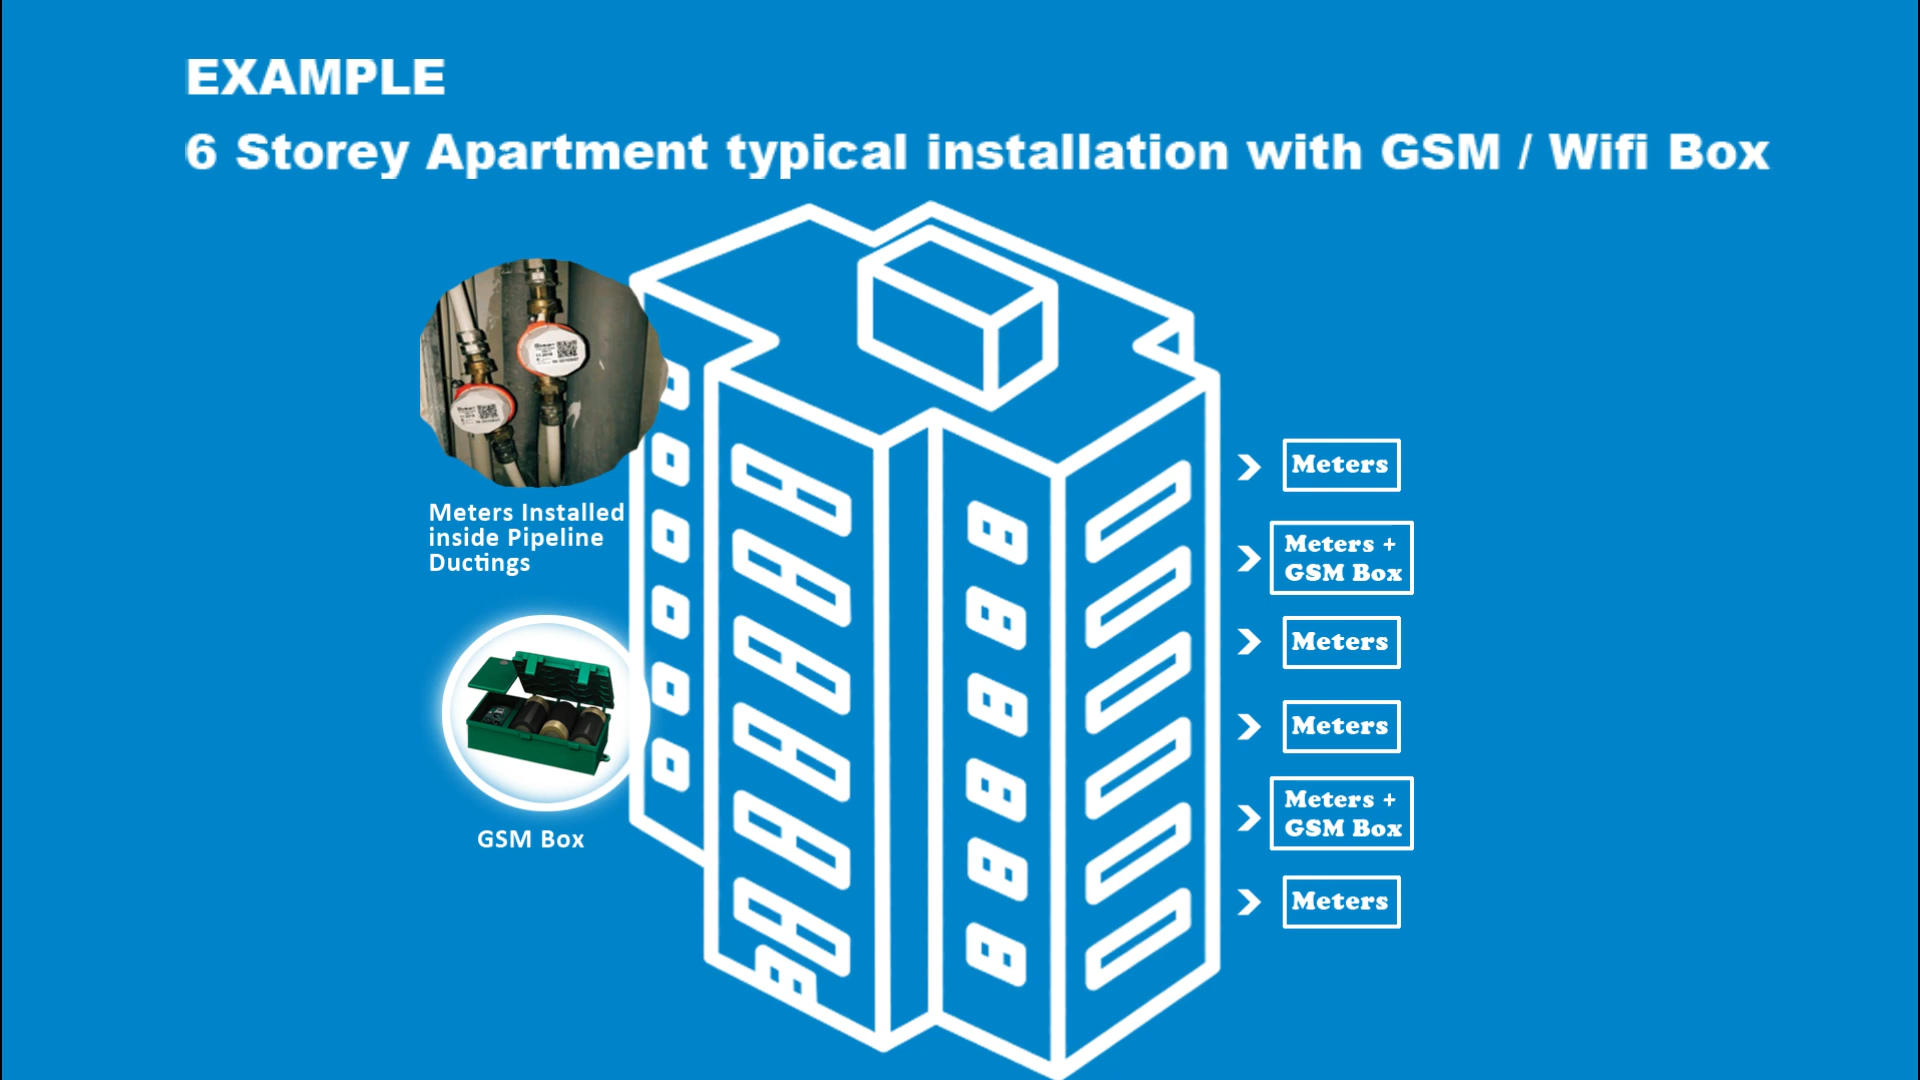 EXAMPLE
6 Storey Apartment typical installation with GSM / Wifi Box
Meters Installed
inside Pipeline
Ductings
GSM Box
Meters
Meters +
GSM Box
Meters
Meters
Meters +
GSM Box
Meters